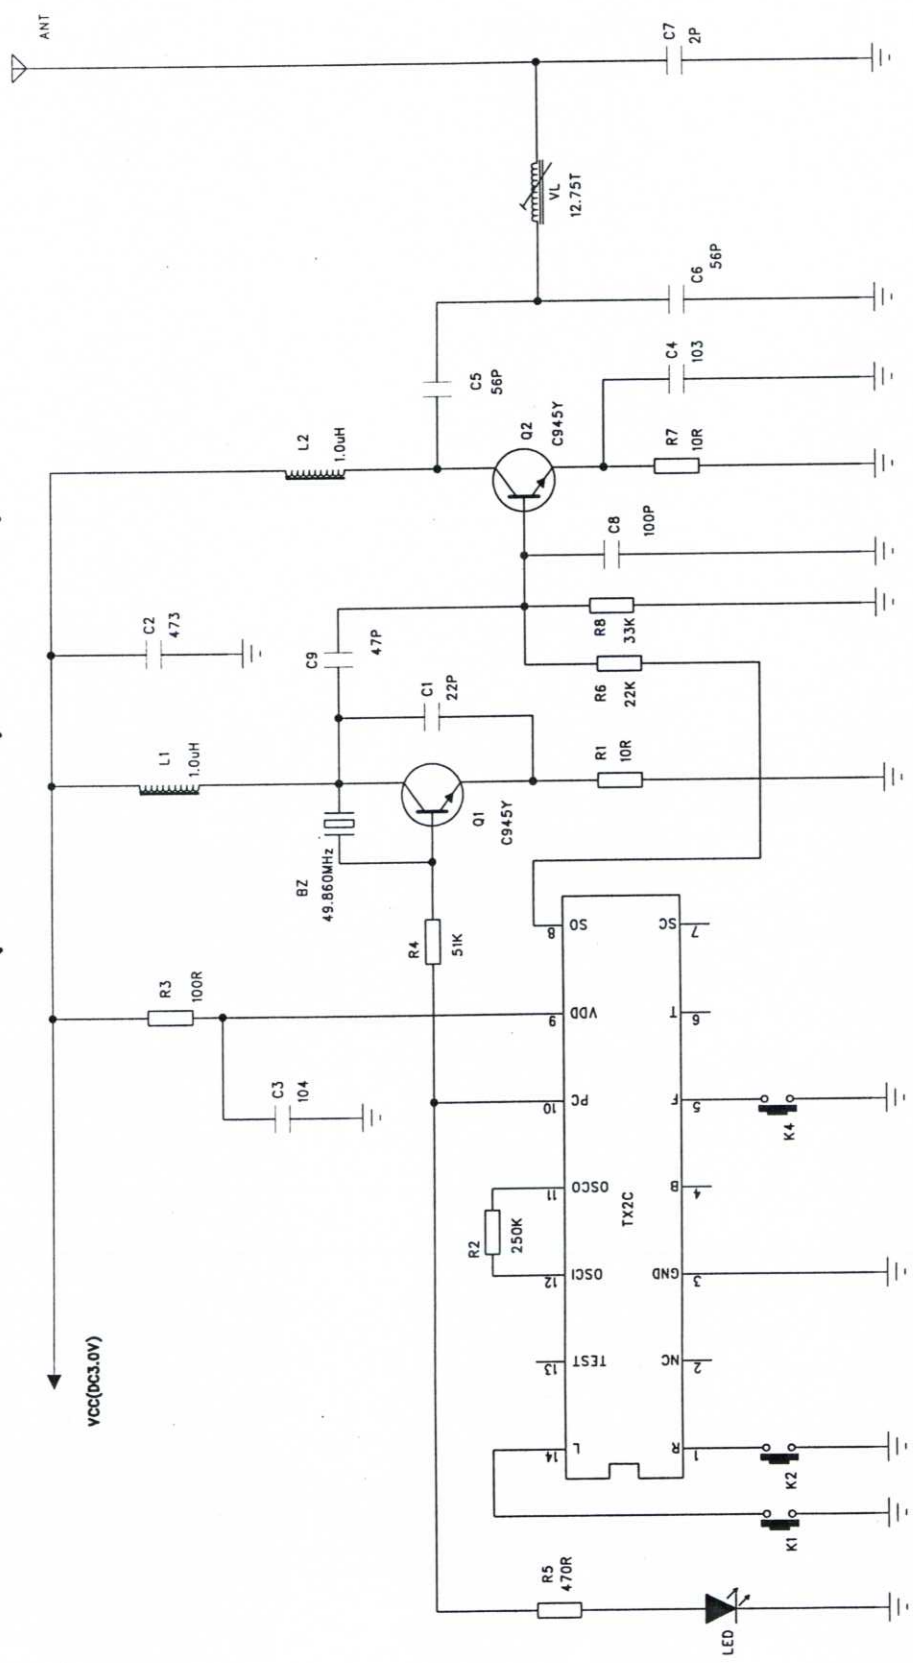 ANT
C7
2P
VL
12.75T
C6
56P
C5
56P
C4
103
L2
1.0uH
Q2
C945Y
R7
10R
C8
100P
C2
473
C9
47P
R8
33K
R6
22K
C1
22P
L1
1.0uH
R1
10R
Q1
C945Y
BZ
49.860MHz
R4
51K
R3
100R
C3
104
R2
250K
VCC(DC3.0V)
TX2C
8 SO
9 VDD
10 PC
11 OSCO
12 OSCI
13 TEST
14 L
7 SC
6 T
5 F
4 B
3 GND
2 NC
1 R
K4
K2
K1
R5
470R
LED